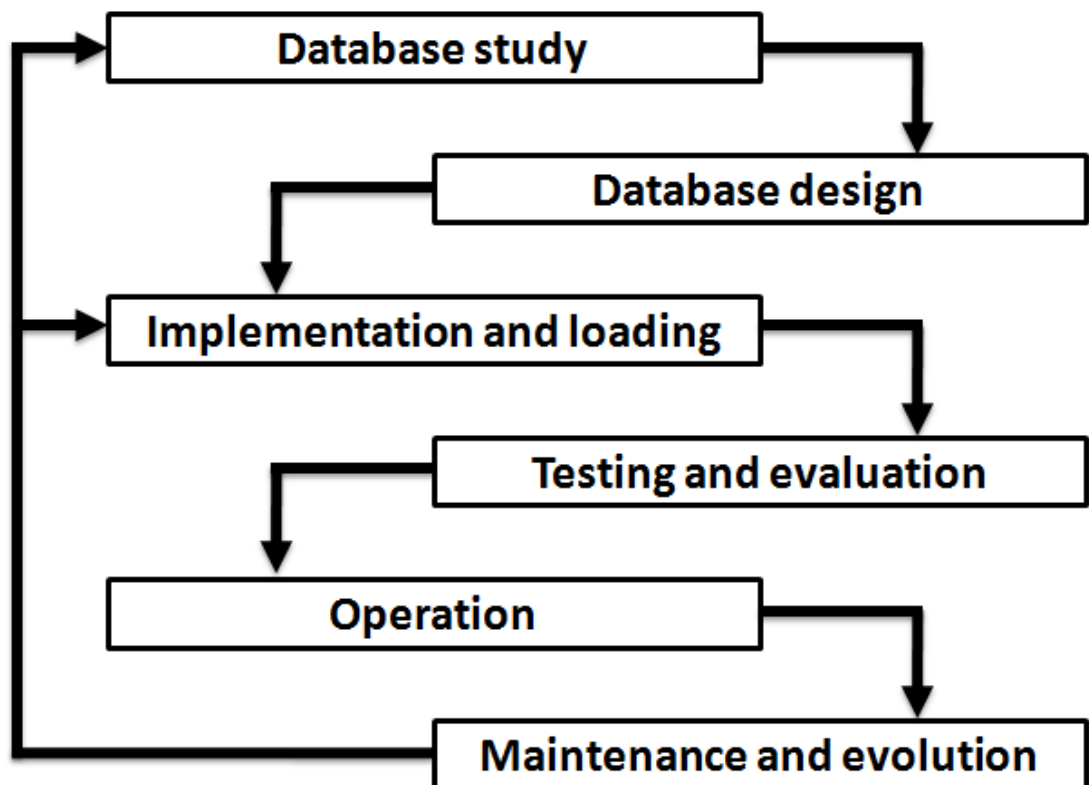 Database study
Database design
Implementation and loading
Testing and evaluation
Operation
Maintenance and evolution